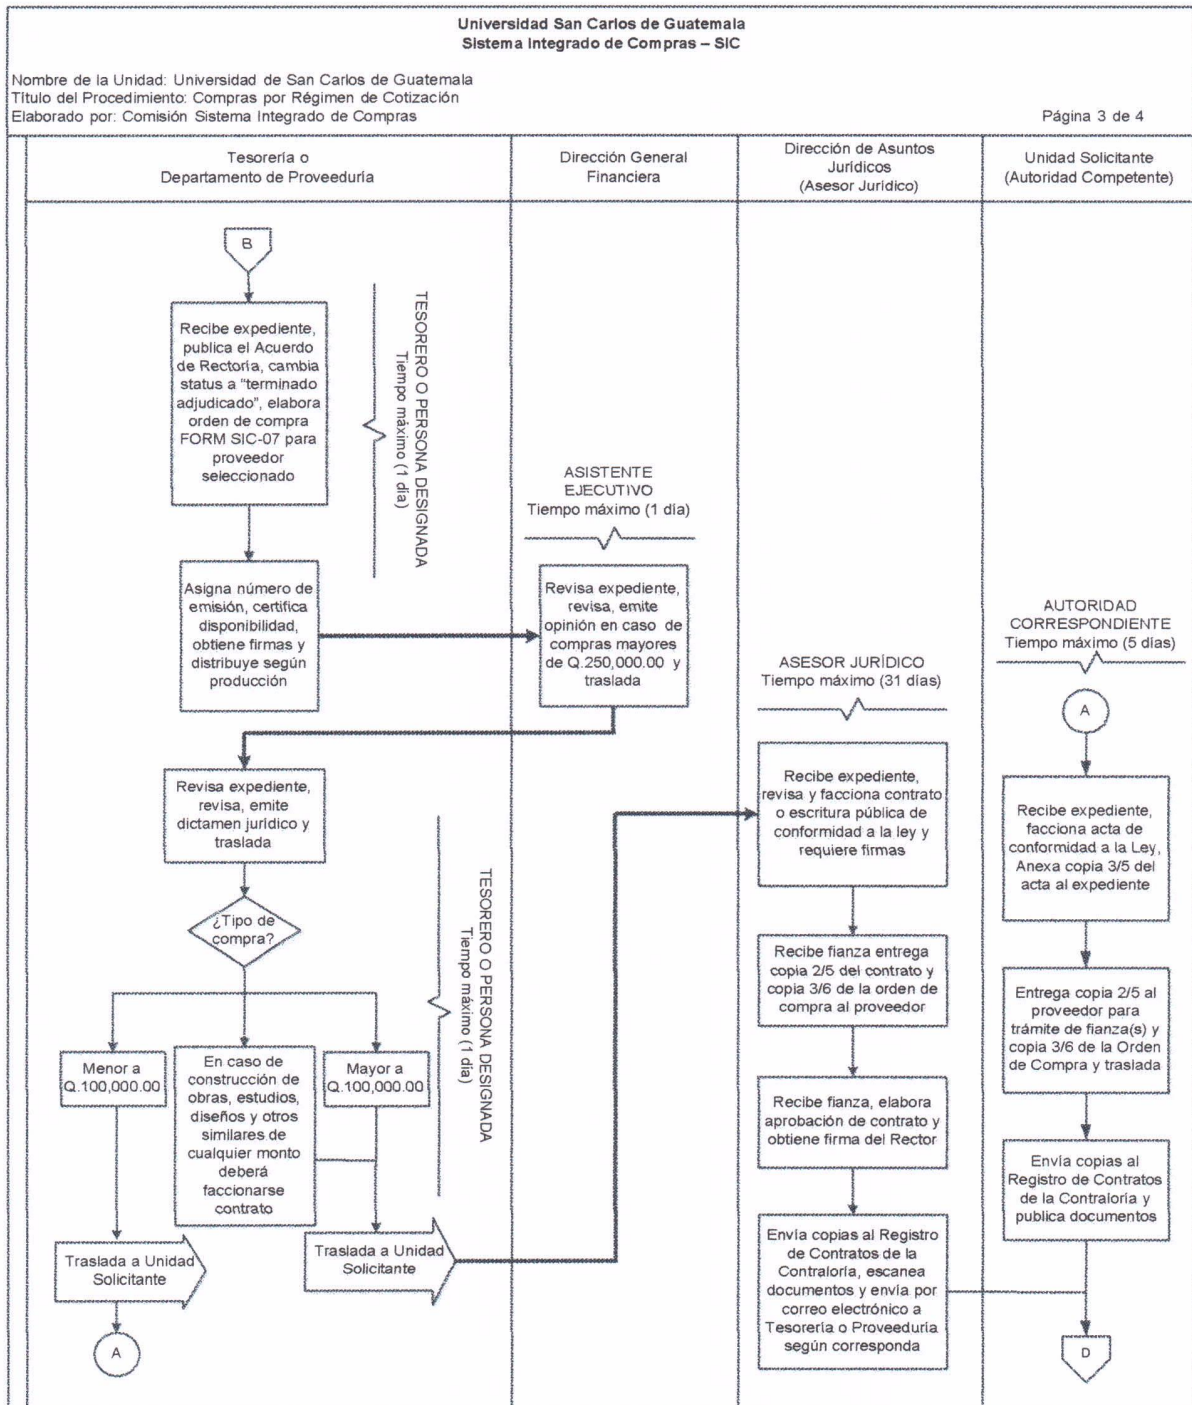 Universidad San Carlos de Guatemala
Sistema Integrado de Compras – SIC
Nombre de la Unidad: Universidad de San Carlos de Guatemala
Título del Procedimiento: Compras por Régimen de Cotización
Elaborado por: Comisión Sistema Integrado de Compras
Página 3 de 4
Tesorería o
Departamento de Proveeduría
Dirección General
Financiera
Dirección de Asuntos
Jurídicos
(Asesor Jurídico)
Unidad Solicitante
(Autoridad Competente)
B
Recibe expediente,
publica el Acuerdo
de Rectoría, cambia
status a "terminado
adjudicado", elabora
orden de compra
FORM SIC-07 para
proveedor
seleccionado
TESORERO O PERSONA DESIGNADA
Tiempo máximo (1 día)
Asigna número de
emisión, certifica
disponibilidad,
obtiene firmas y
distribuye según
producción
ASISTENTE
EJECUTIVO
Tiempo máximo (1 día)
Revisa expediente,
revisa, emite
opinión en caso de
compras mayores
de Q.250,000.00 y
traslada
Revisa expediente,
revisa, emite
dictamen jurídico y
traslada
¿Tipo de
compra?
TESORERO O PERSONA DESIGNADA
Tiempo máximo (1 día)
Menor a
Q.100,000.00
En caso de
construcción de
obras, estudios,
diseños y otros
similares de
cualquier monto
deberá
faccionarse
contrato
Mayor a
Q.100,000.00
Traslada a Unidad
Solicitante
Traslada a Unidad
Solicitante
A
ASESOR JURÍDICO
Tiempo máximo (31 días)
Recibe expediente,
revisa y facciona contrato
o escritura pública de
conformidad a la ley y
requiere firmas
Recibe fianza entrega
copia 2/5 del contrato y
copia 3/6 de la orden de
compra al proveedor
Recibe fianza, elabora
aprobación de contrato y
obtiene firma del Rector
Envía copias al Registro
de Contratos de la
Contraloría, escanea
documentos y envía por
correo electrónico a
Tesorería o Proveeduría
según corresponda
AUTORIDAD
CORRESPONDIENTE
Tiempo máximo (5 días)
A
Recibe expediente,
facciona acta de
conformidad a la Ley,
Anexa copia 3/5 del
acta al expediente
Entrega copia 2/5 al
proveedor para
trámite de fianza(s) y
copia 3/6 de la Orden
de Compra y traslada
Envía copias al
Registro de Contratos
de la Contraloría y
publica documentos
D